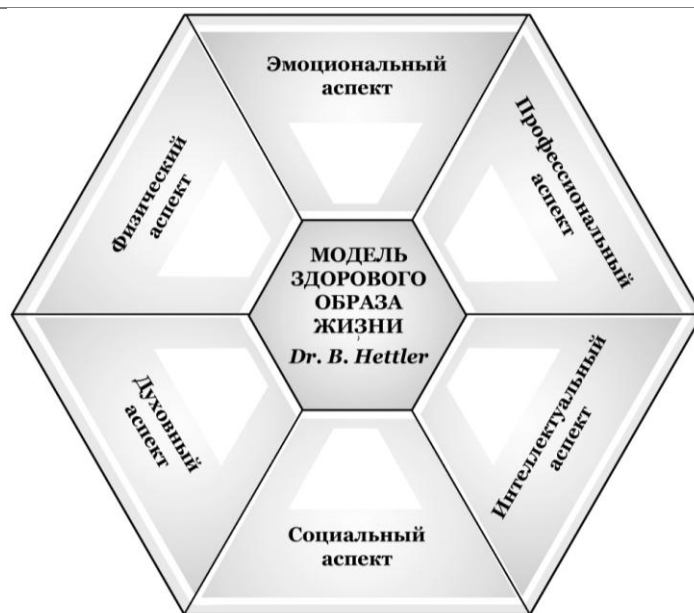 Эмоциональный
аспект
Профессиональный
аспект
Физический
аспект
МОДЕЛЬ
ЗДОРОВОГО
ОБРАЗА
ЖИЗНИ
Dr. B. Hettler
Духовный
аспект
Интеллектуальный
аспект
Социальный
аспект